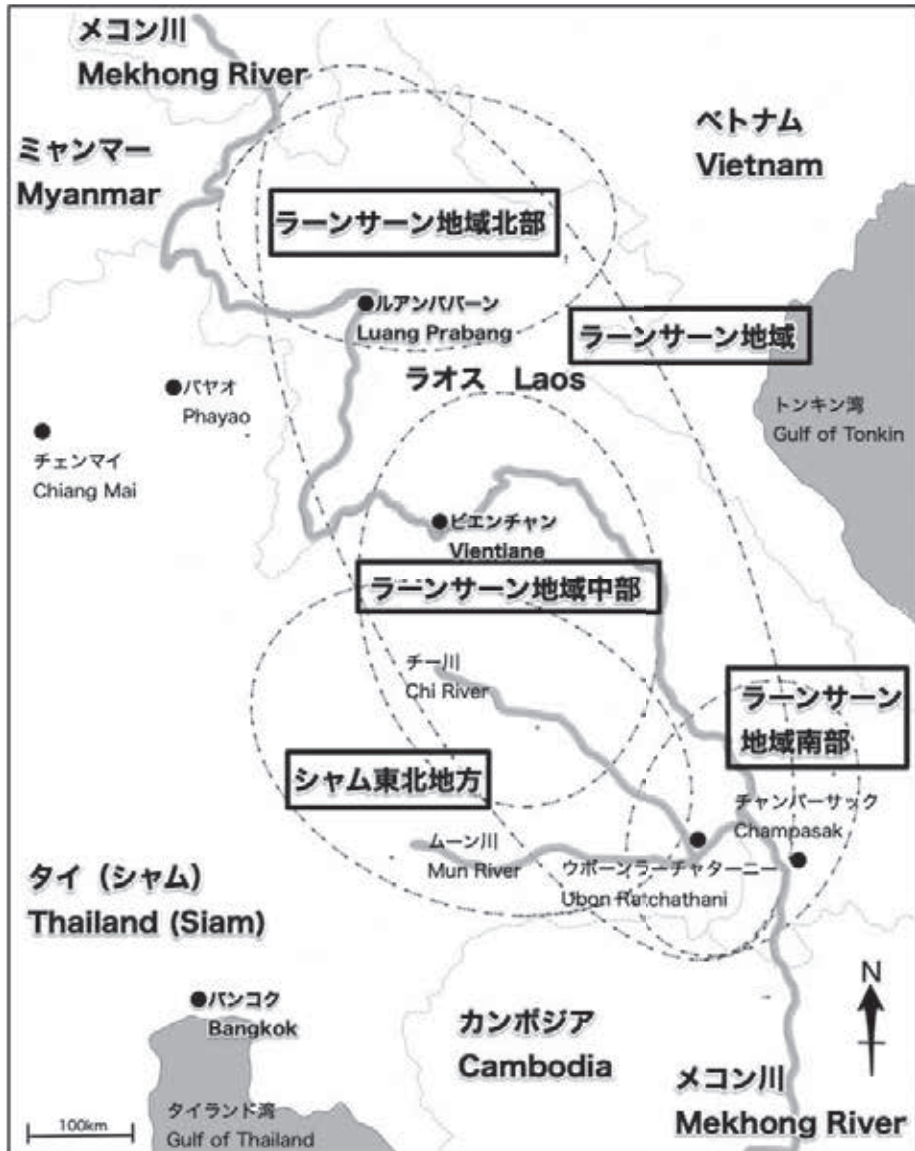 メコン川
Mekhong River
ミャンマー
Myanmar
ベトナム
Vietnam
ラーンサーン地域北部
ルアンパバーン
Luang Prabang
ラーンサーン地域
ラオス Laos
パヤオ
Phayao
トンキン湾
Gulf of Tonkin
チェンマイ
Chiang Mai
ビエンチャン
Vientiane
ラーンサーン地域中部
チー川
Chi River
ラーンサーン
地域南部
シャム東北地方
チャンパーサック
Champasak
ムーン川
Mun River
ウボーンラーチャターニー
Ubon Ratchathani
タイ（シャム）
Thailand (Siam)
N
バンコク
Bangkok
カンボジア
Cambodia
メコン川
Mekhong River
100km
タイランド湾
Gulf of Thailand